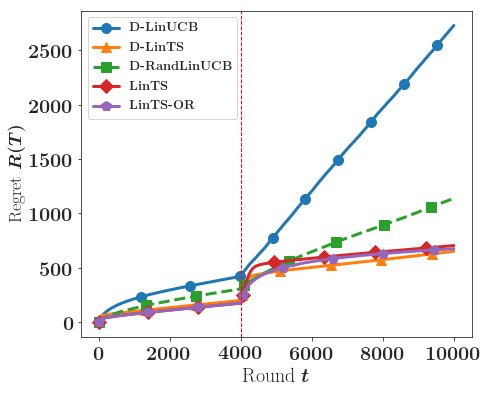 D-LinUCB
D-LinTS
D-RandLinUCB
LinTS
LinTS-OR
2500
2000
1500
1000
500
0
Regret R(T)
0 2000 4000 6000 8000 10000
Round t